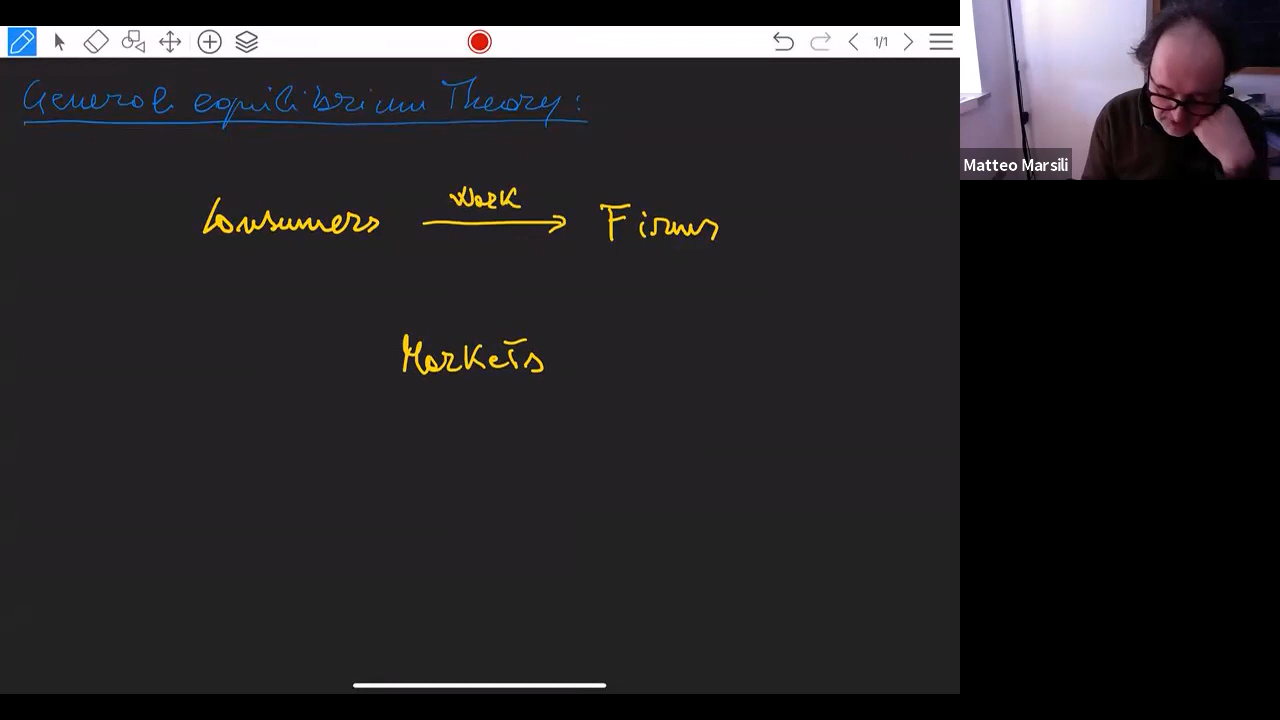 1/1
General equilibrium Theory:
Matteo Marsili
work
Consumers → Firms
Markets